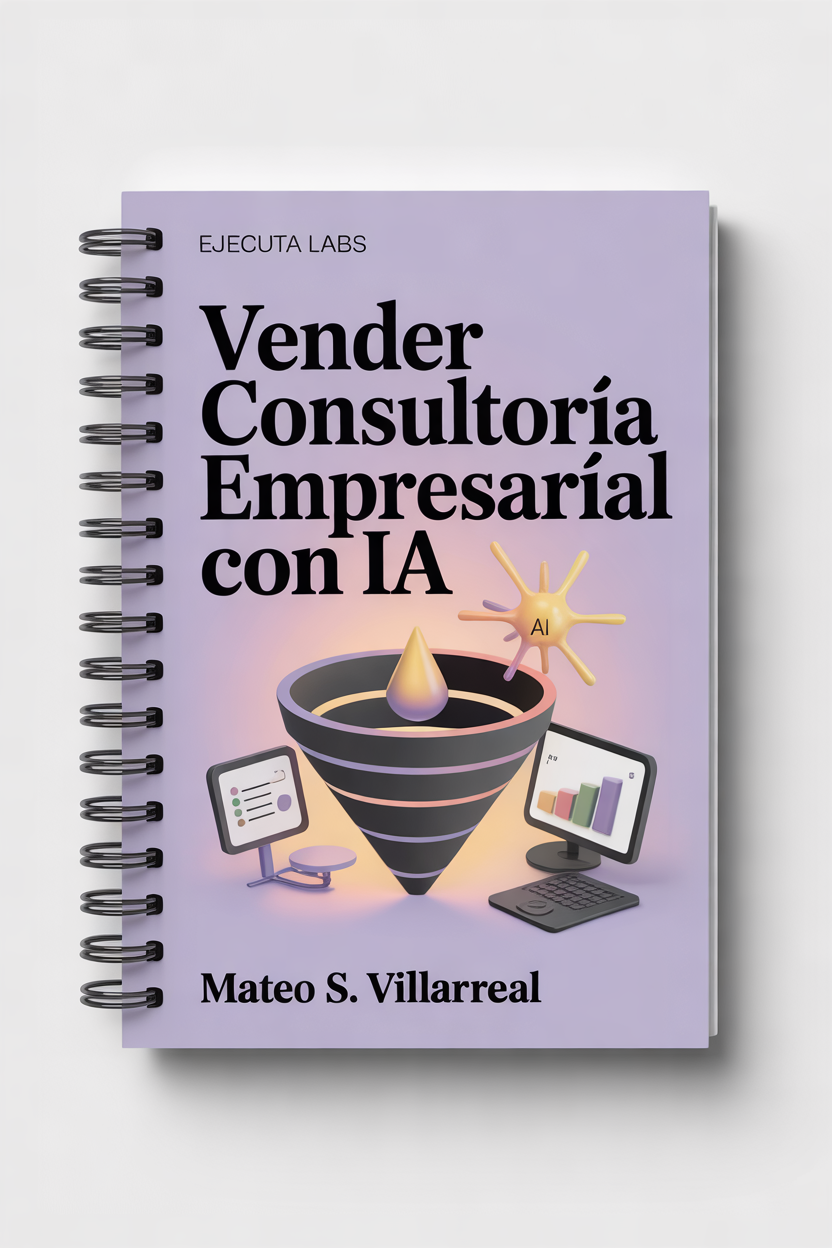 EJECUTA LABS
Vender
Consultoría
Empresaríal
con IA
AI
Mateo S. Villarreal